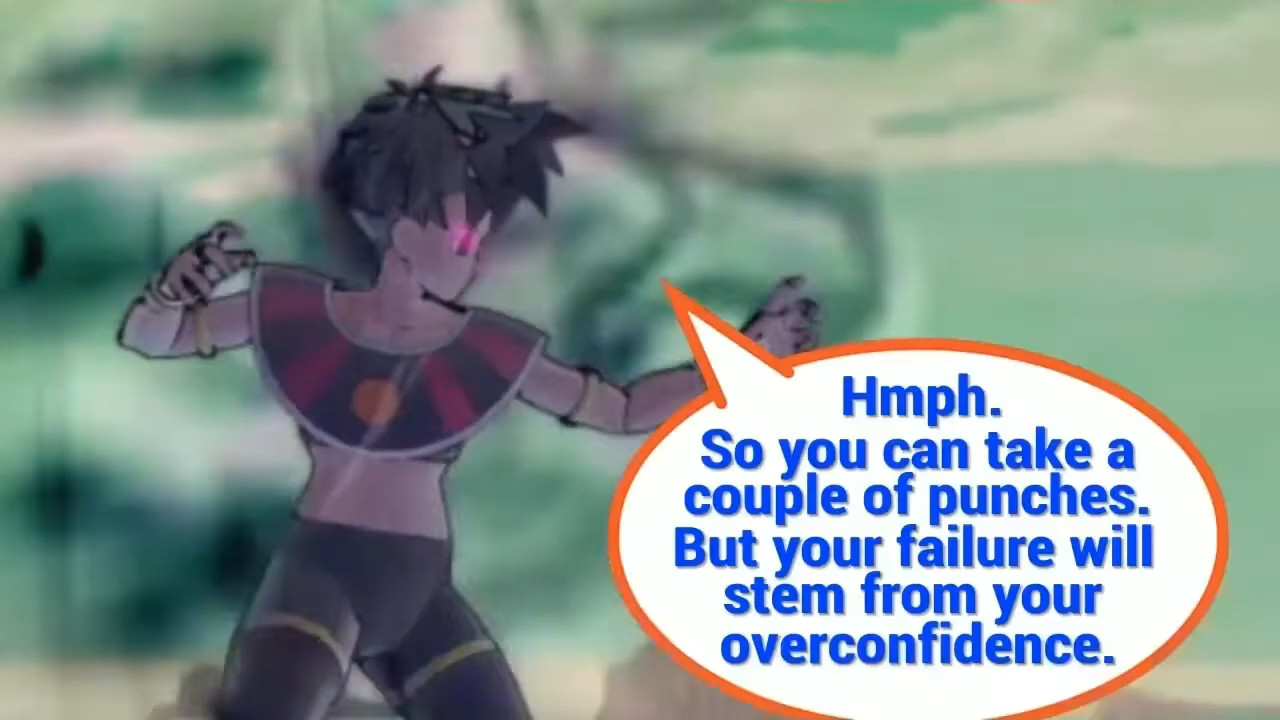 Hmph.
So you can take a
couple of punches.
But your failure will
stem from your
overconfidence.